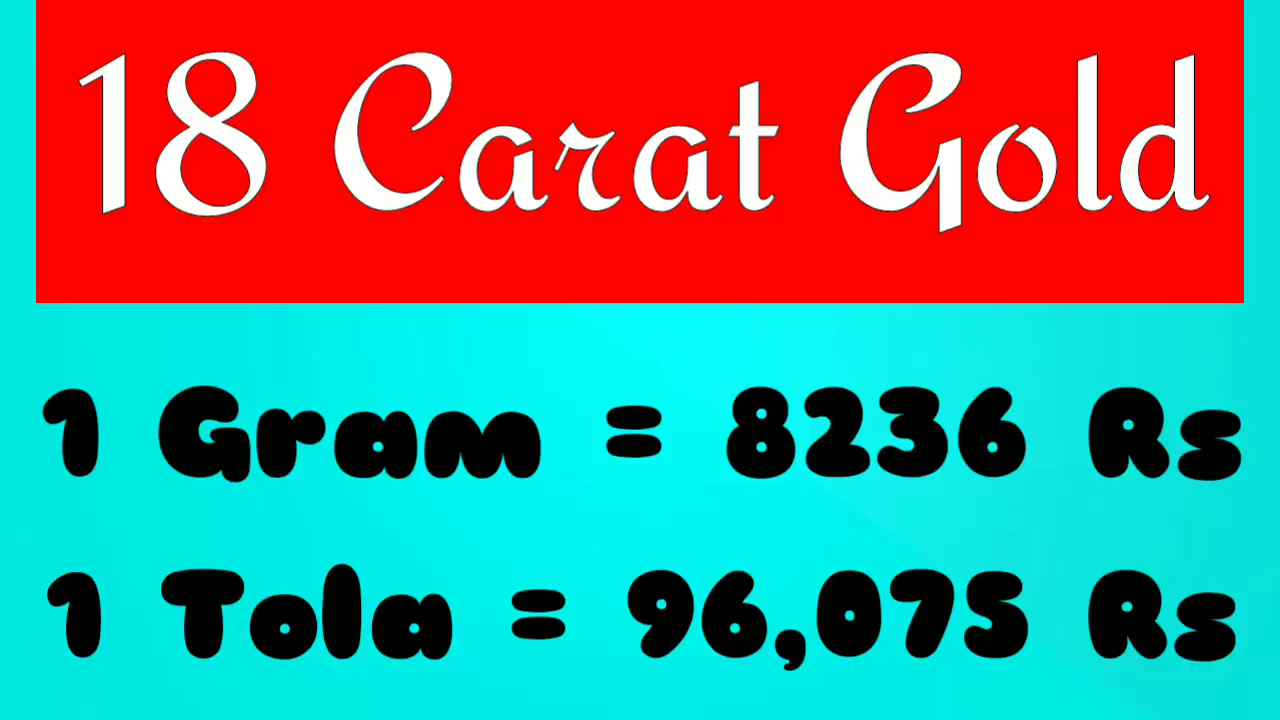 18 Carat Gold
1 Gram = 8236 Rs
1 Tola = 96,075 Rs